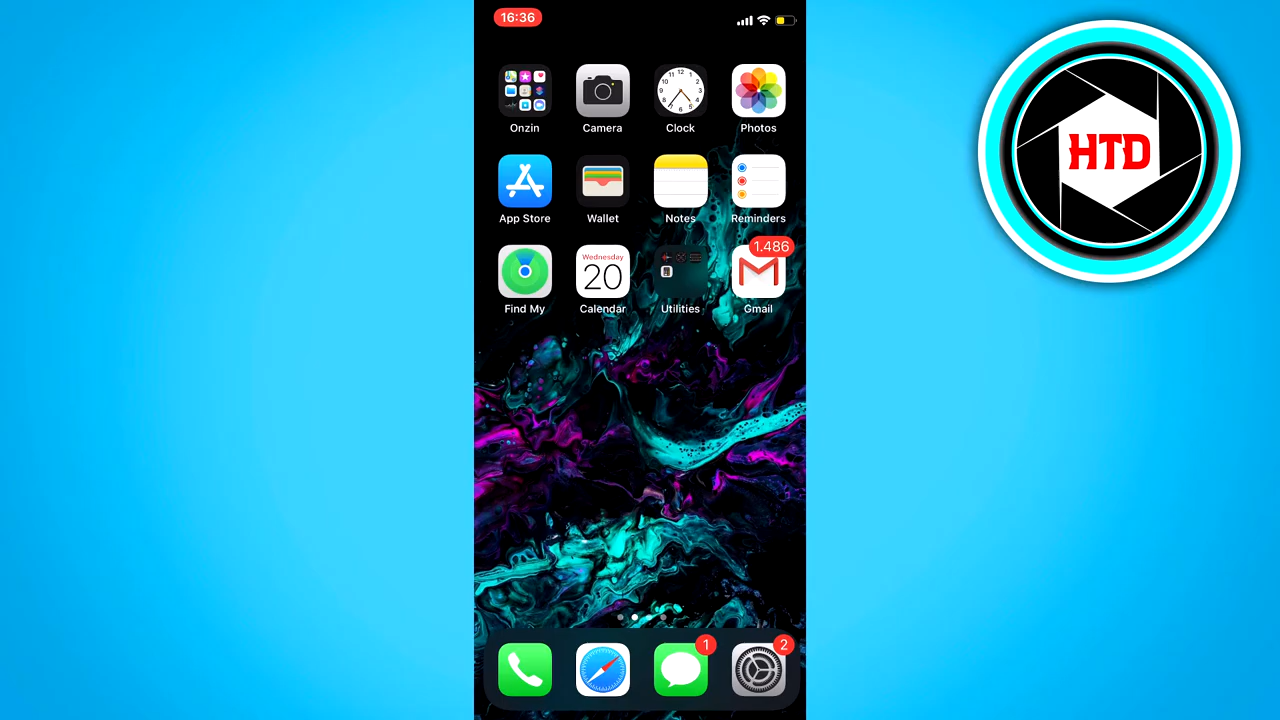 16:36
HTD
Onzin
Camera
Clock
Photos
App Store
Wallet
Notes
Reminders
1.486
Wednesday
20
Find My
Calendar
Utilities
Gmail
1
2